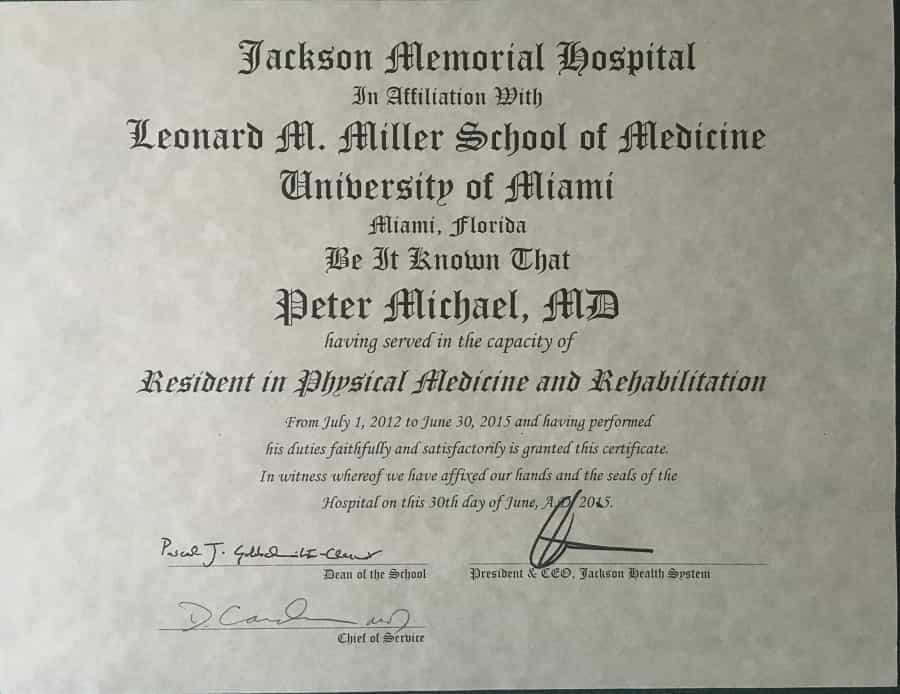 Jackson Memorial Hospital
In Affiliation With
Leonard M. Miller School of Medicine
University of Miami
Miami, Florida
Be It Known That
Peter Michael, MD
having served in the capacity of
Resident in Physical Medicine and Rehabilitation
From July 1, 2012 to June 30, 2015 and having performed
his duties faithfully and satisfactorily is granted this certificate.
In witness whereof we have affixed our hands and the seals of the
Hospital on this 30th day of June, A.D. 2015.
Dean of the School
President & CEO, Jackson Health System
Chief of Service